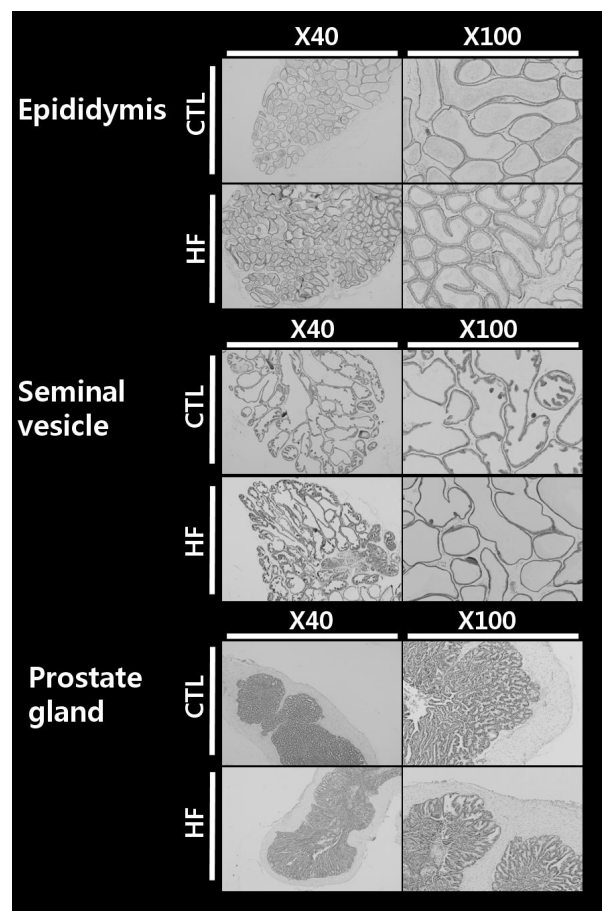 X40 X100
Epididymis
CTL
HF
X40 X100
Seminal
vesicle
CTL
HF
X40 X100
Prostate
gland
CTL
HF